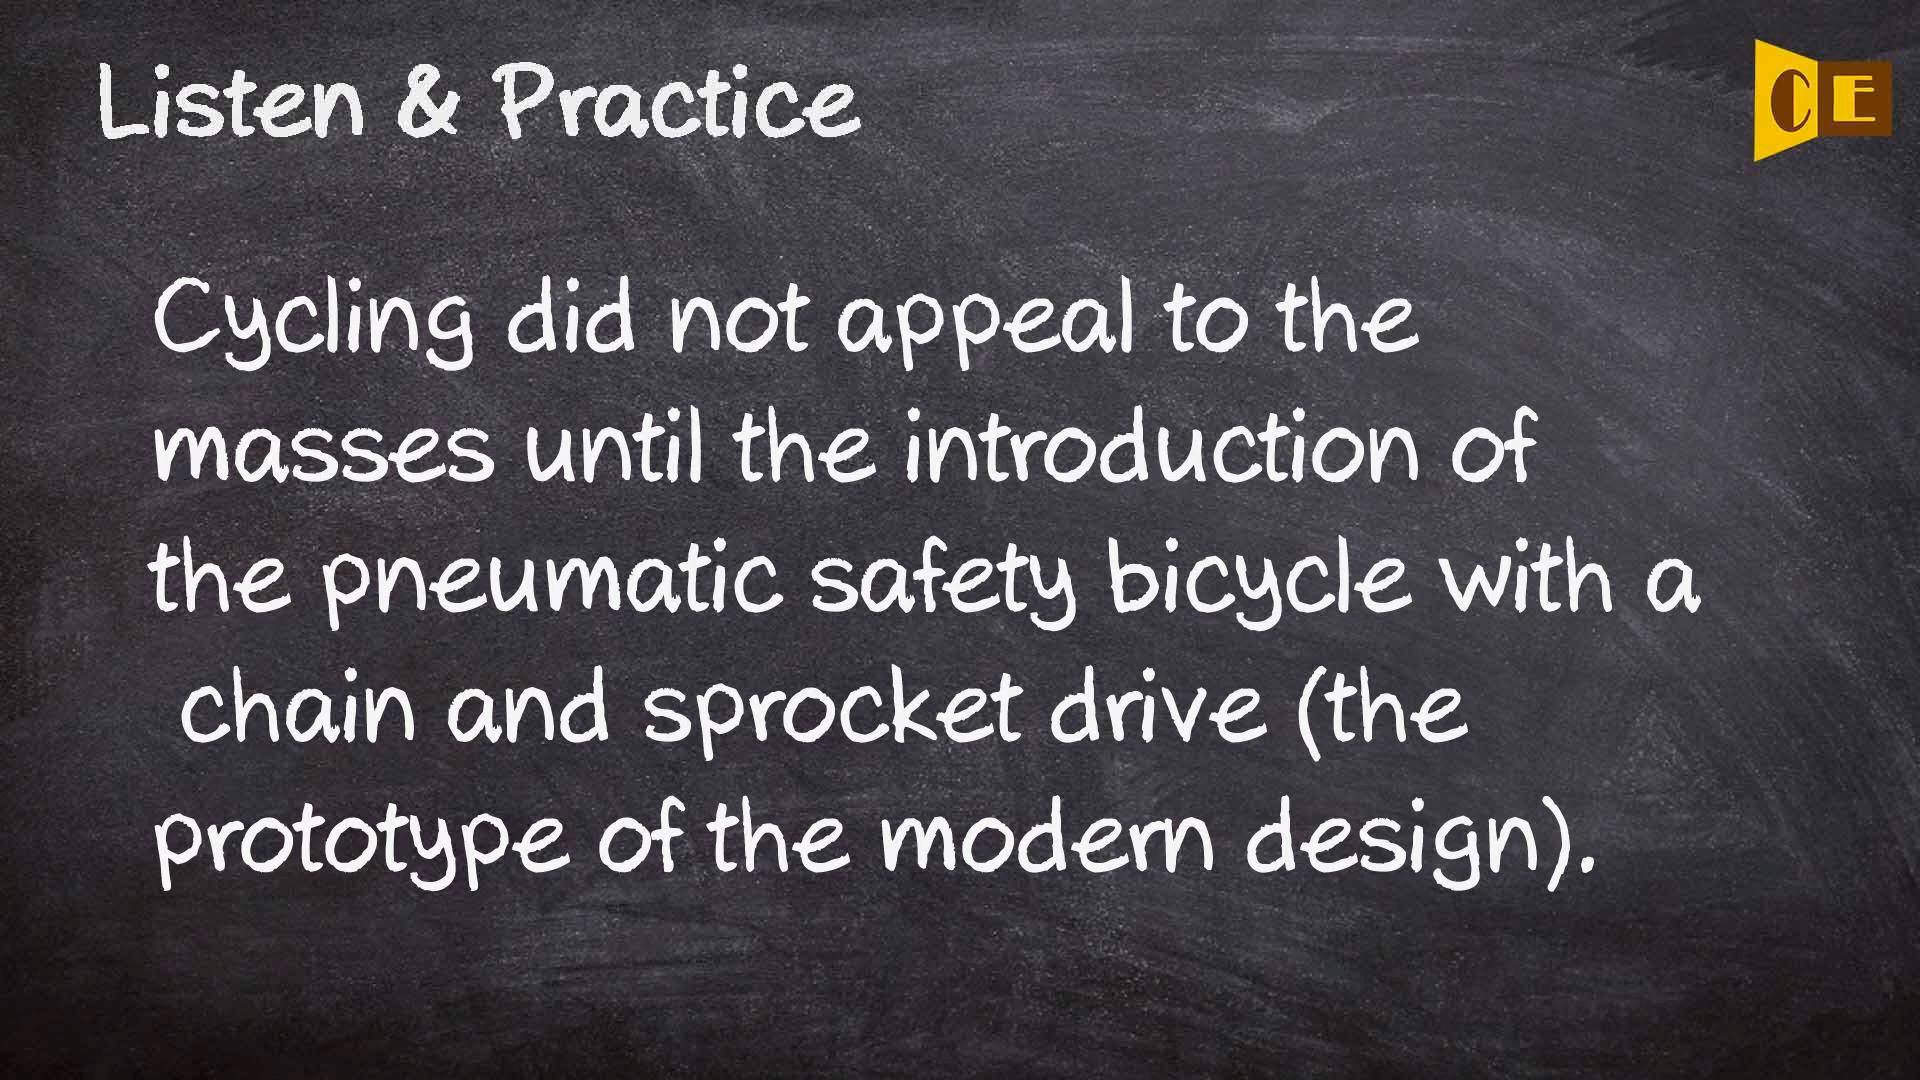 Listen & Practice
CE
Cycling did not appeal to the
masses until the introduction of
the pneumatic safety bicycle with a
chain and sprocket drive (the
prototype of the modern design).